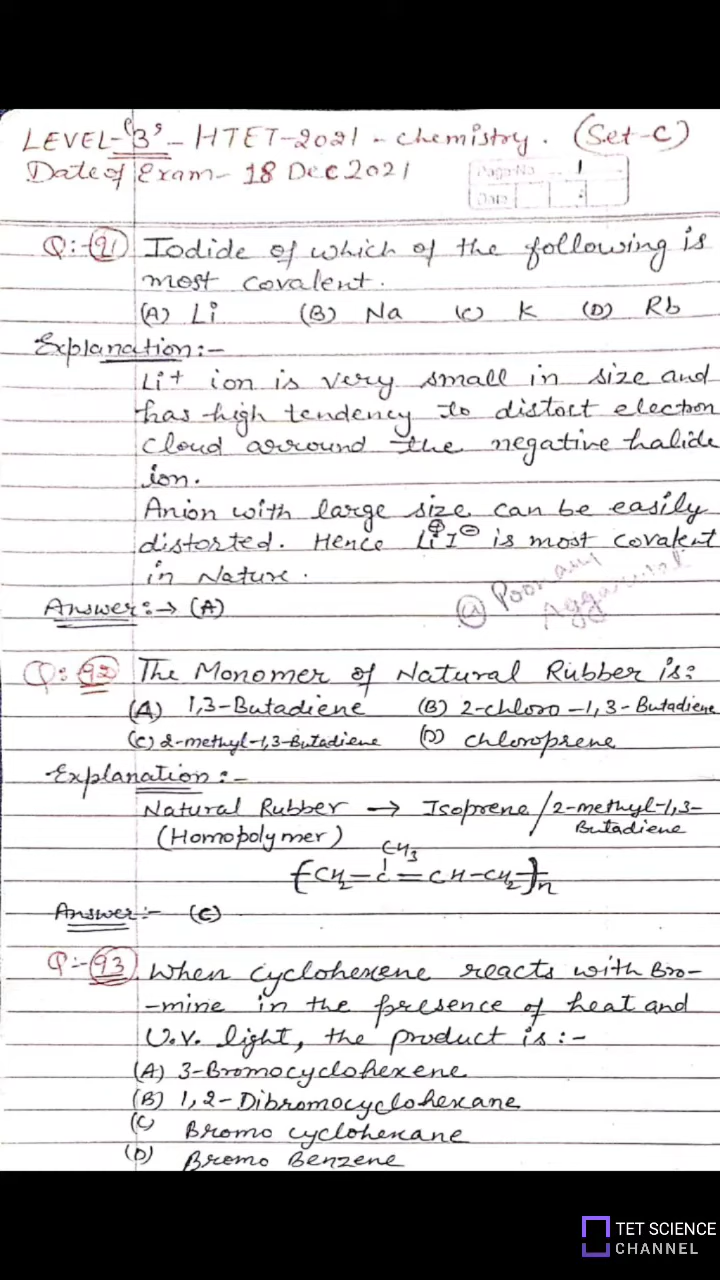 LEVEL-'3' - HTET-2021 - Chemistry. (Set-C)
Date of Exam- 18 Dec 2021
Page No. 1
Date
Q:-91 Iodide of which of the following is
most covalent.
(A) Li (B) Na (C) K (D) Rb
Explanation:-
Li+ ion is very small in size and
has high tendency to distort electron
cloud arround the negative halide
ion.
Anion with large size can be easily
distorted. Hence Li⊕I⊖ is most covalent
in Nature.
Answer:-→ (A)
@ Poonam
Aggarwal
Q:-92 The Monomer of Natural Rubber is:
(A) 1,3-Butadiene (B) 2-chloro-1,3-Butadiene
(C) 2-methyl-1,3-Butadiene (D) chloroprene
Explanation:-
Natural Rubber → Isoprene/2-methyl-1,3-
(Homopolymer) Butadiene
CH3
{CH2=C=CH-CH2}n
Answer:- (C)
Q:-93 When cyclohexene reacts with Bro-
-mine in the presence of heat and
U.V. light, the product is:-
(A) 3-Bromocyclohexene
(B) 1,2-Dibromocyclohexane
(C) Bromo cyclohexane
(D) Bromo Benzene
TET SCIENCE
CHANNEL